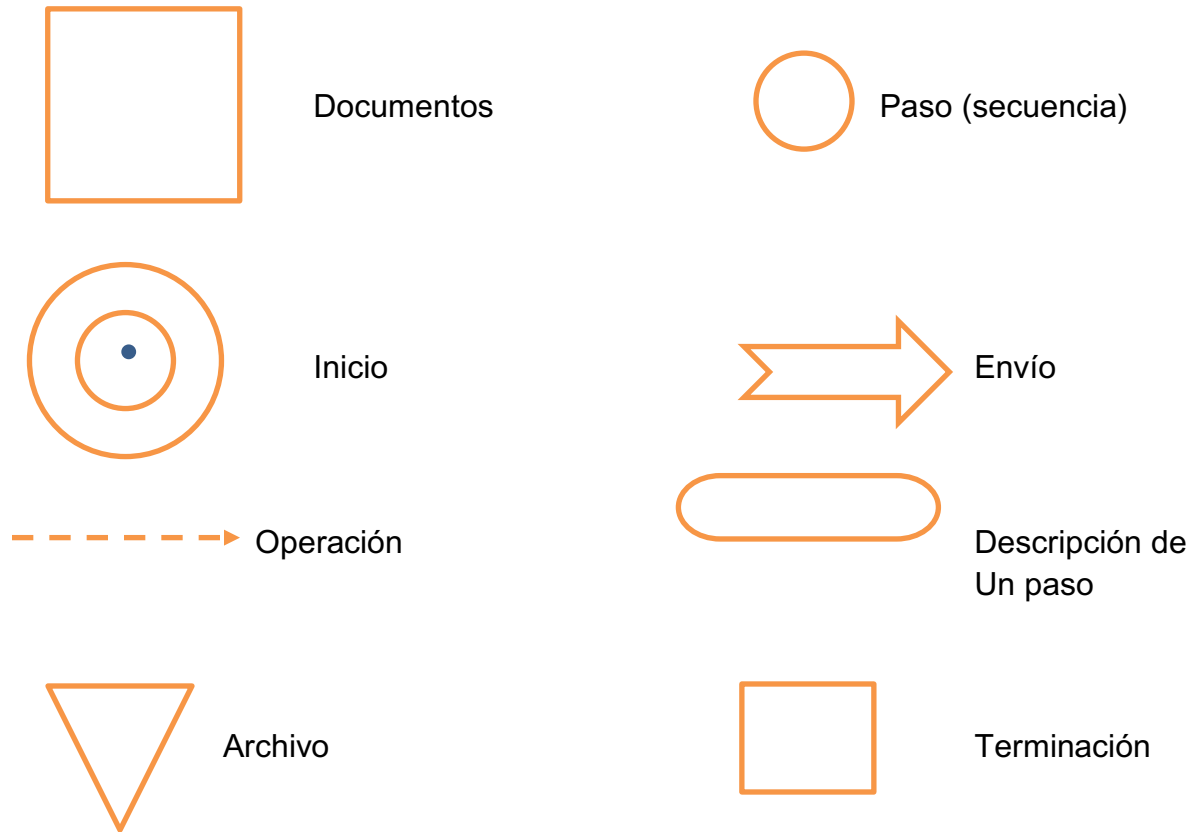 Documentos
Paso (secuencia)
Inicio
Envío
Operación
Descripción de
Un paso
Archivo
Terminación